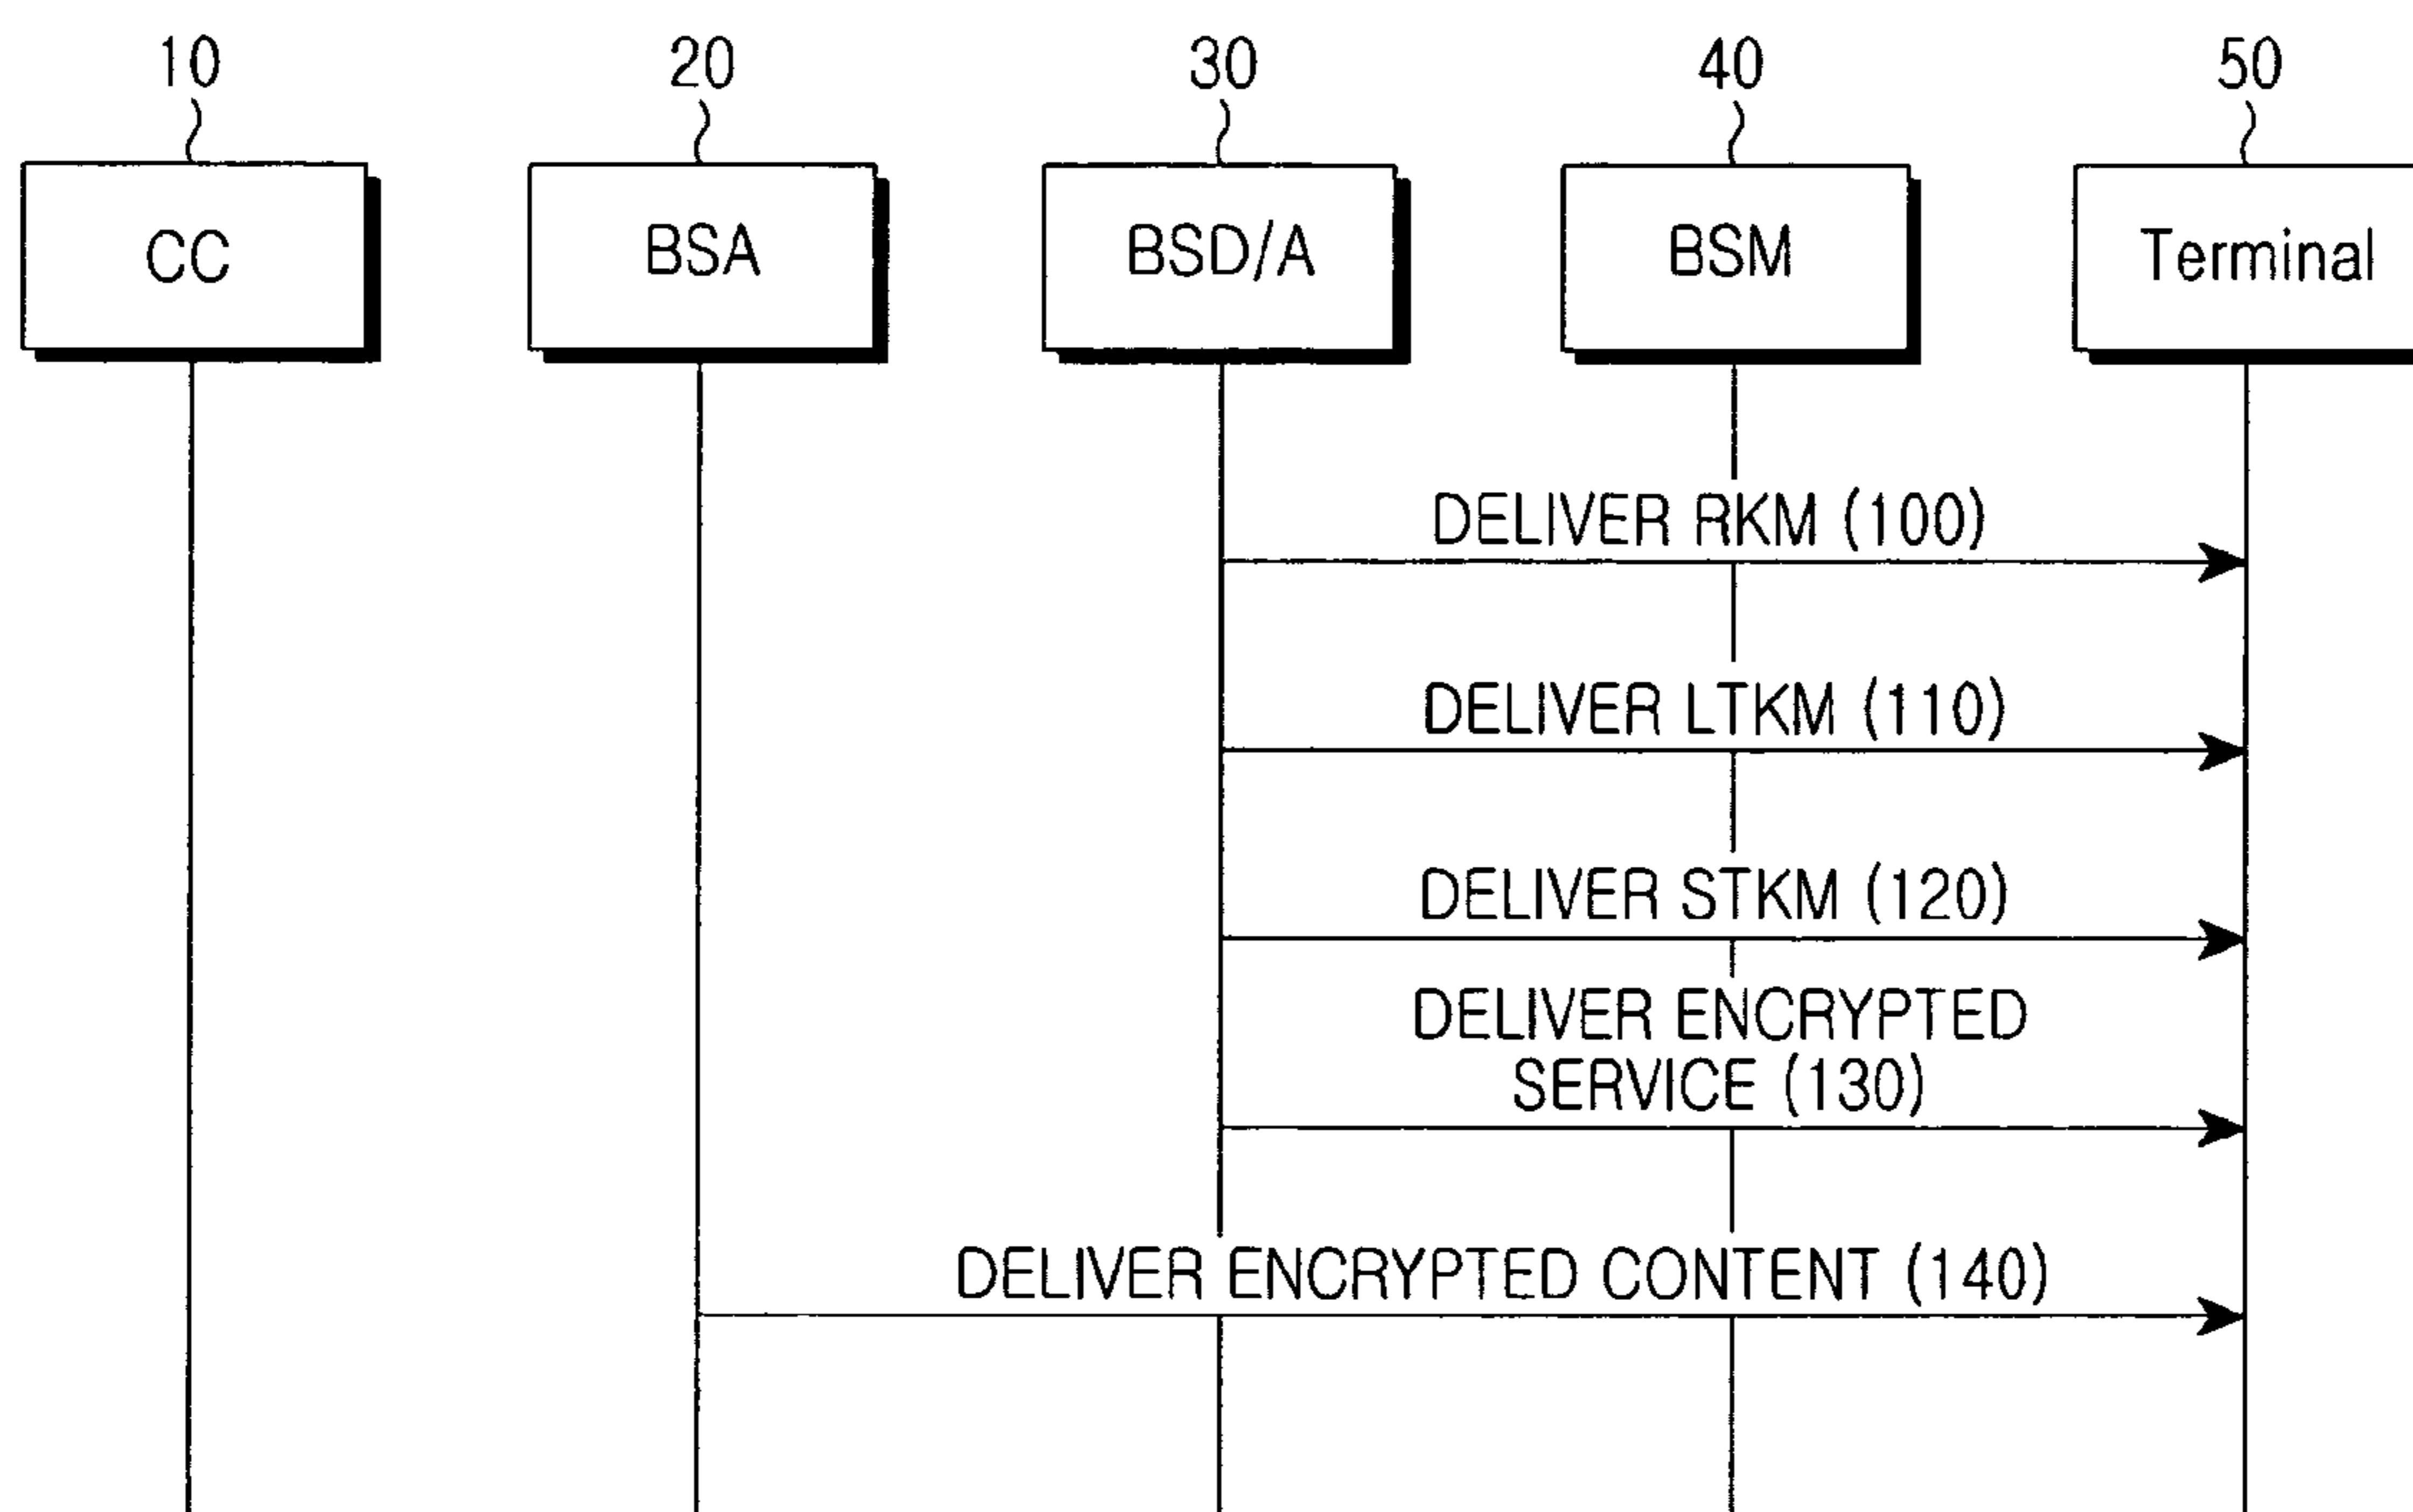 10 20 30 40 50
CC BSA BSD/A BSM Terminal
DELIVER RKM (100)
DELIVER LTKM (110)
DELIVER STKM (120)
DELIVER ENCRYPTED
SERVICE (130)
DELIVER ENCRYPTED CONTENT (140)